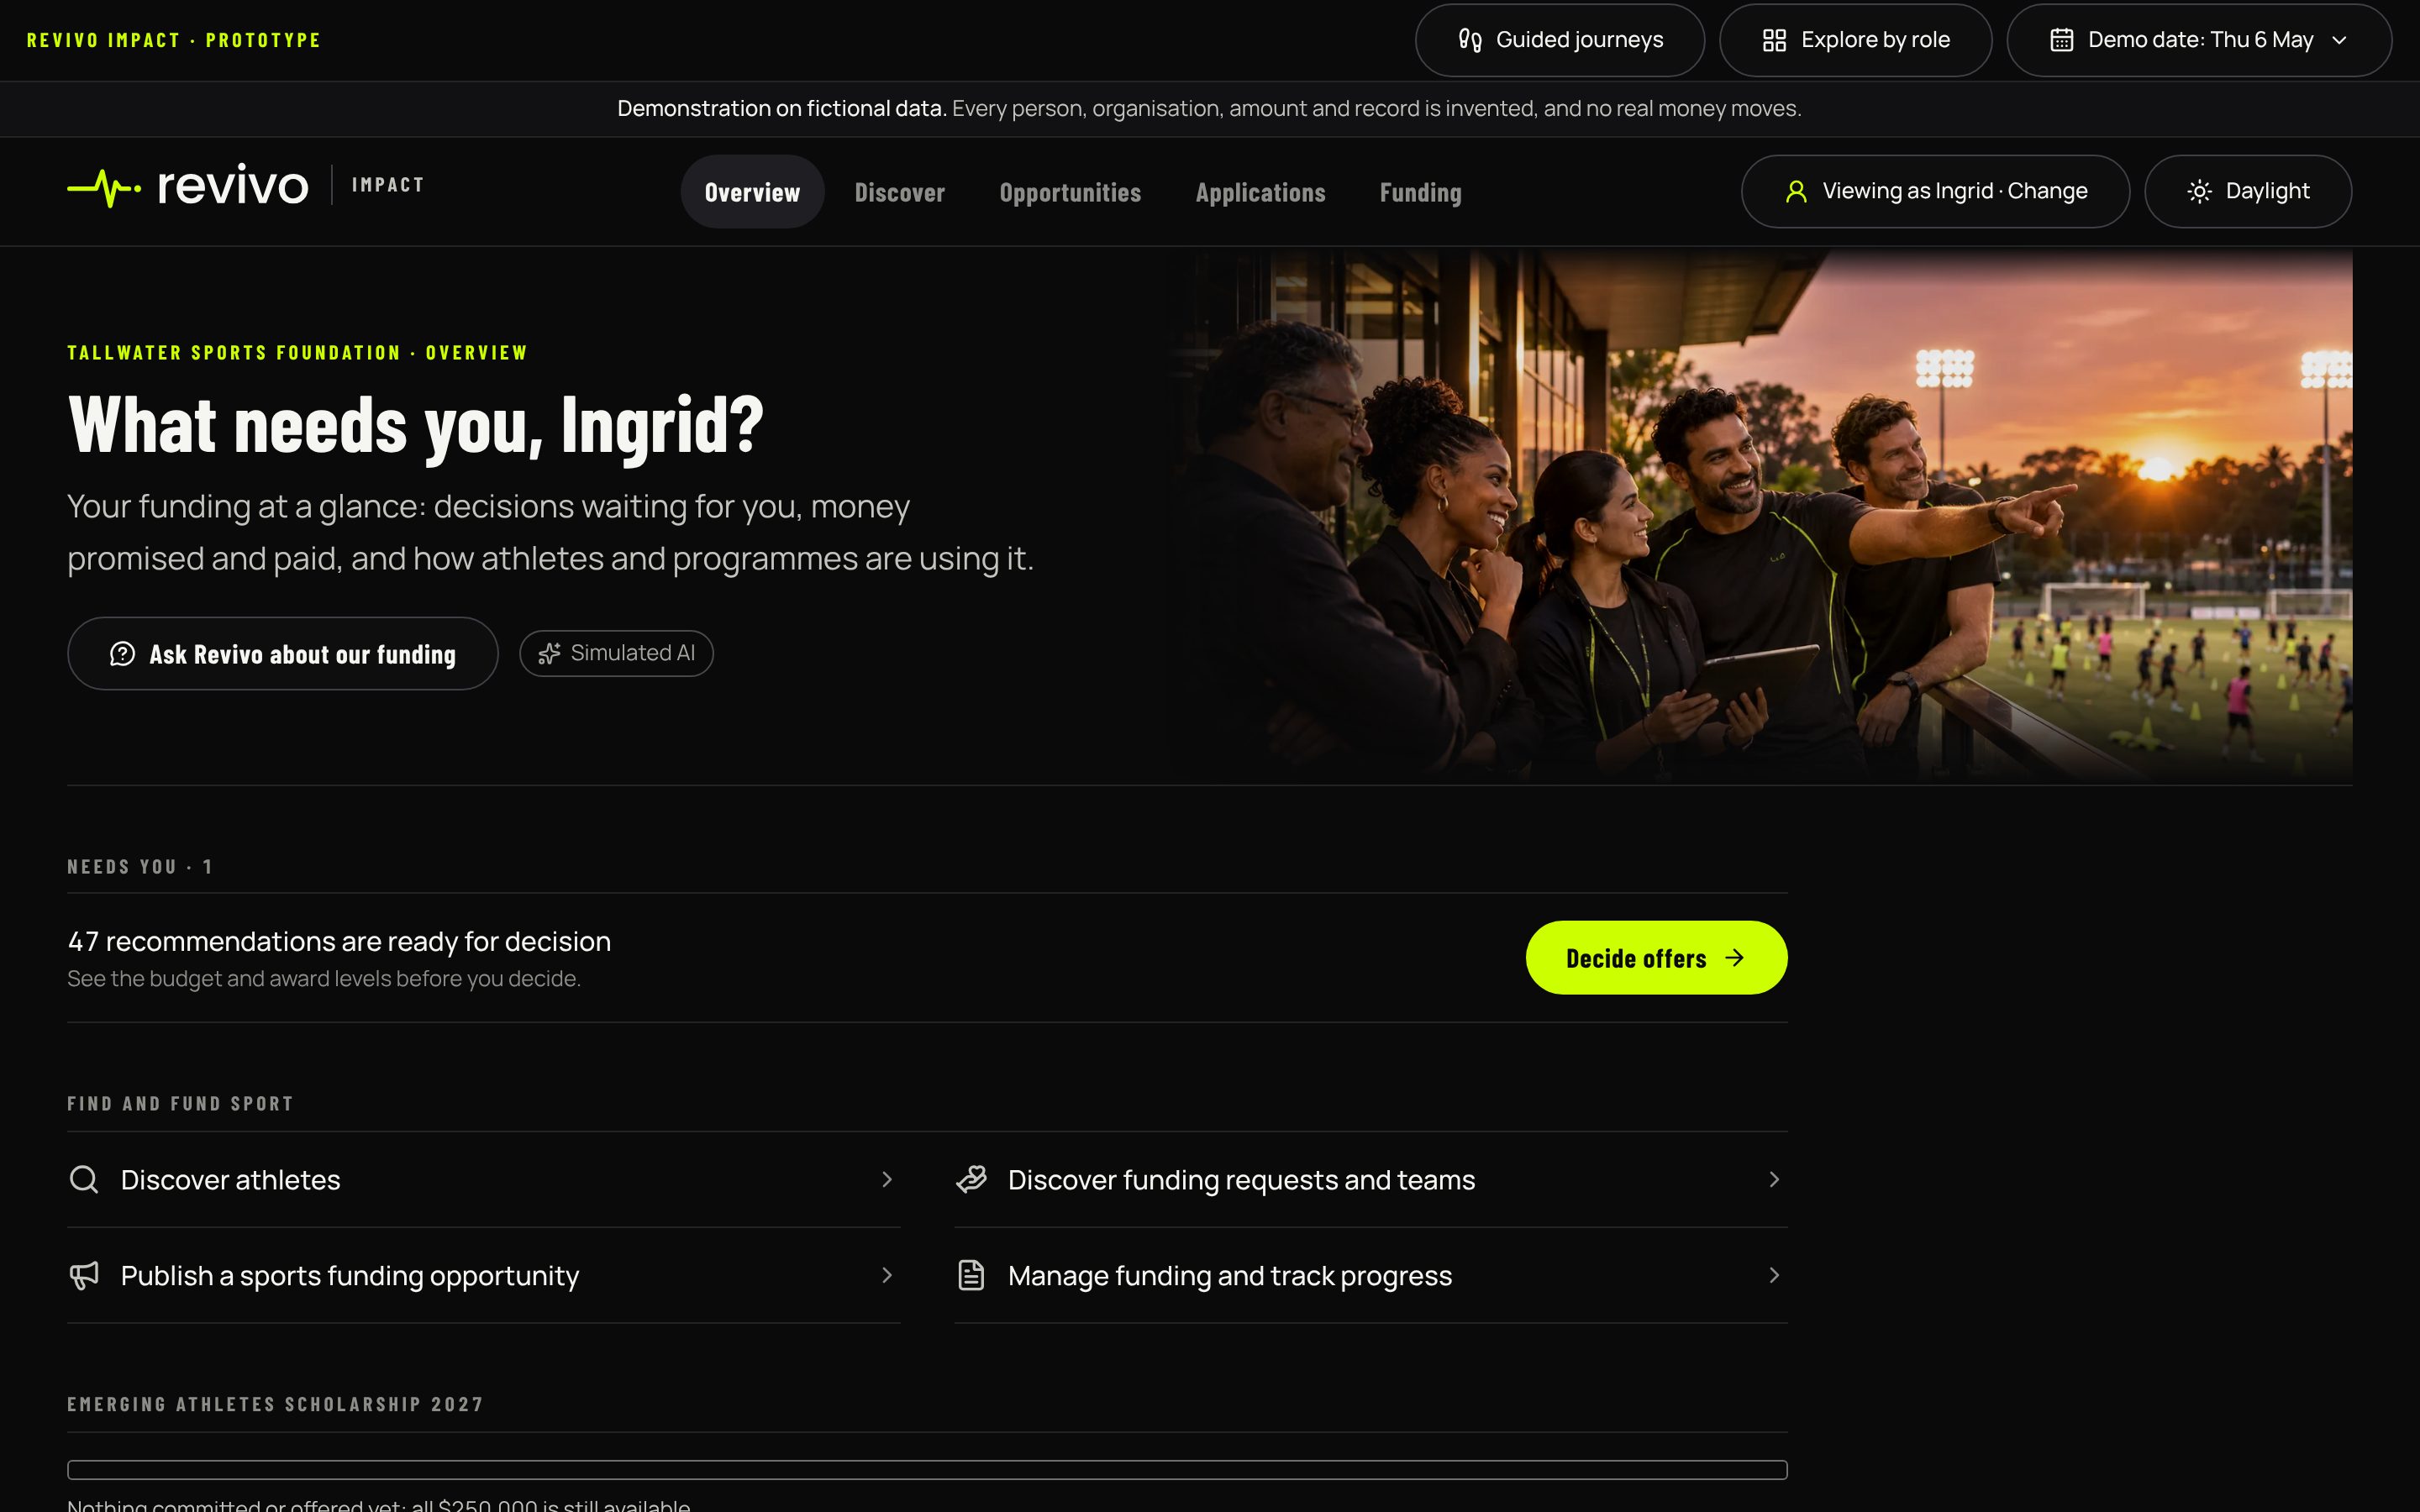 REVIVO IMPACT · PROTOTYPE
Guided journeys
Explore by role
Demo date: Thu 6 May
Demonstration on fictional data. Every person, organisation, amount and record is invented, and no real money moves.
revivo
IMPACT
Overview
Discover
Opportunities
Applications
Funding
Viewing as Ingrid · Change
Daylight
TALLWATER SPORTS FOUNDATION · OVERVIEW
What needs you, Ingrid?
Your funding at a glance: decisions waiting for you, money
promised and paid, and how athletes and programmes are using it.
Ask Revivo about our funding
Simulated AI
NEEDS YOU · 1
47 recommendations are ready for decision
See the budget and award levels before you decide.
Decide offers
FIND AND FUND SPORT
Discover athletes
Discover funding requests and teams
Publish a sports funding opportunity
Manage funding and track progress
EMERGING ATHLETES SCHOLARSHIP 2027
Nothing committed or offered yet: all $250,000 is still available